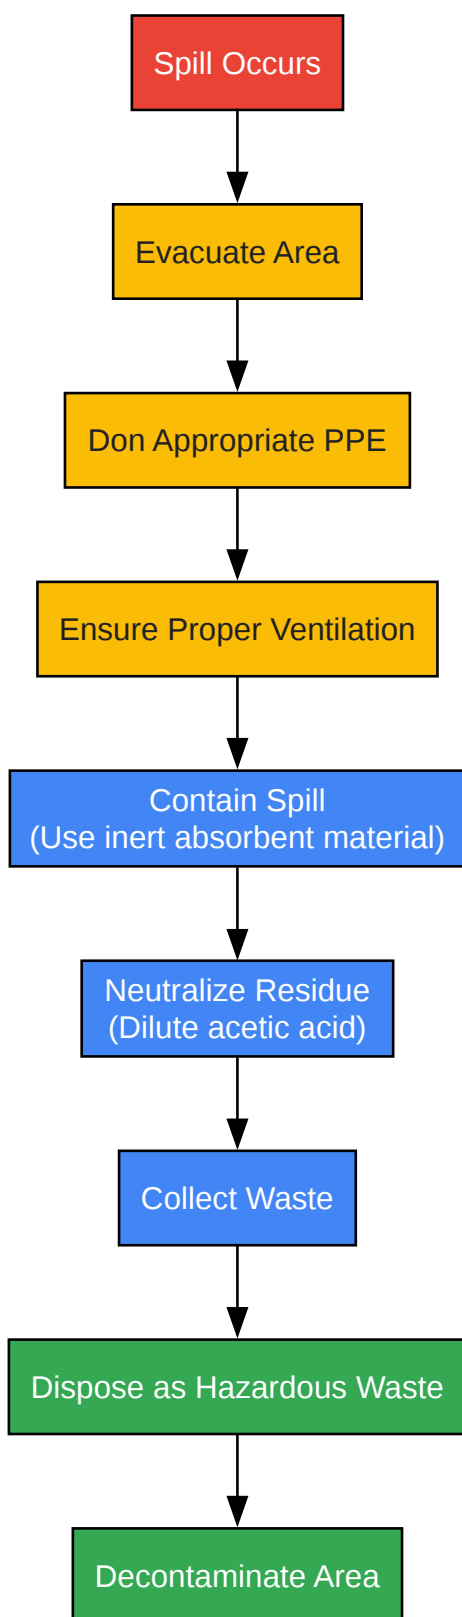 Spill Occurs
Evacuate Area
Don Appropriate PPE
Ensure Proper Ventilation
Contain Spill
(Use inert absorbent material)
Neutralize Residue
(Dilute acetic acid)
Collect Waste
Dispose as Hazardous Waste
Decontaminate Area